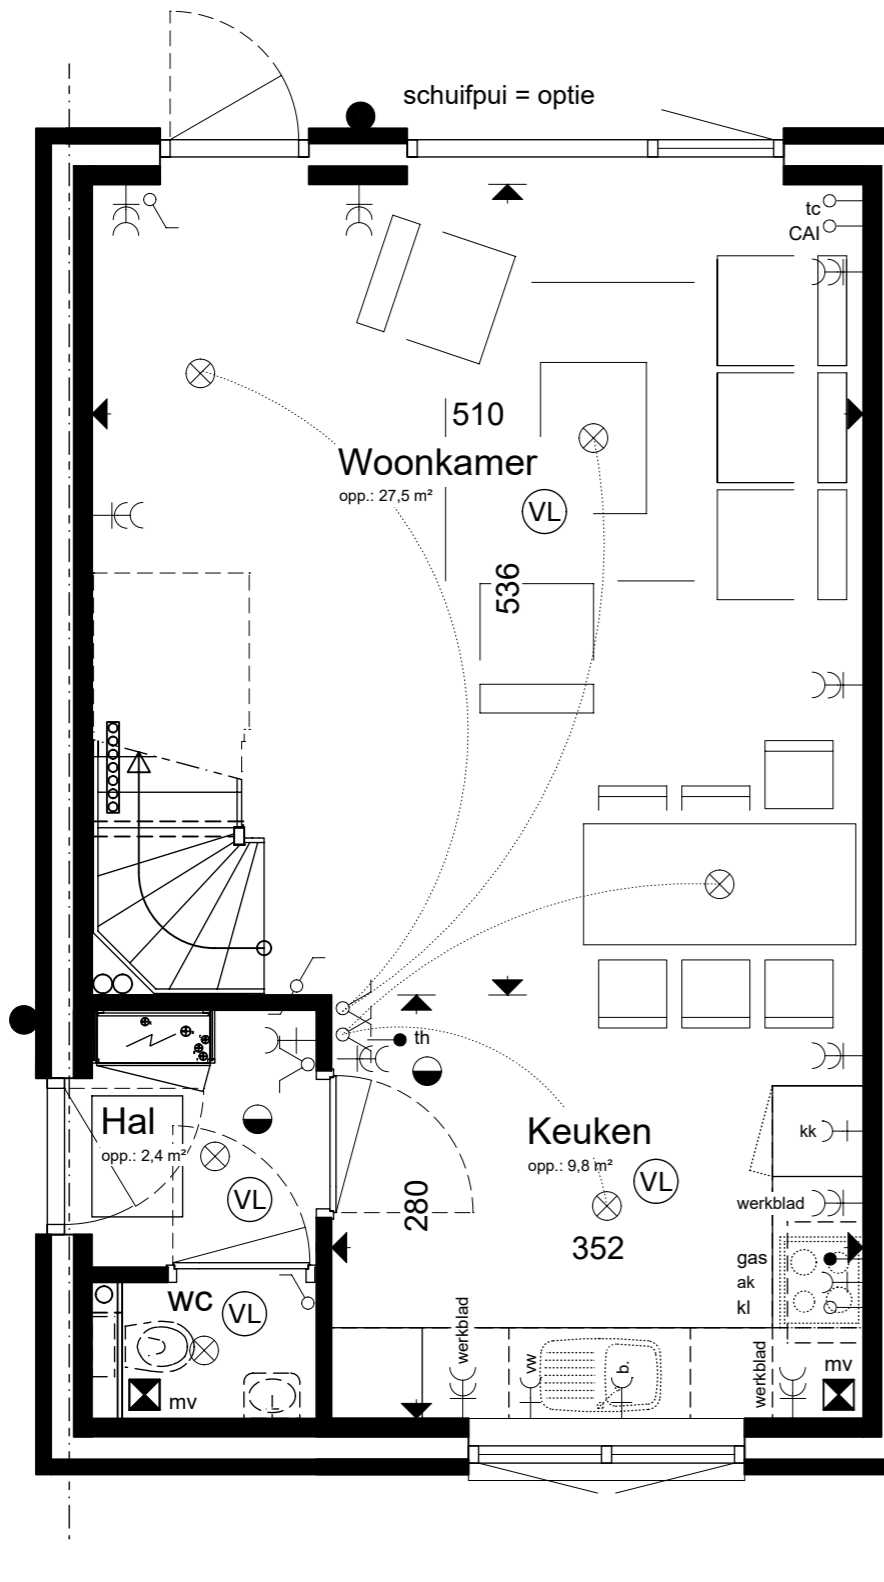 schuifpui = optie
tc
CAI
510
Woonkamer
opp.: 27,5 m²
VL
536
th
Hal
opp.: 2,4 m²
VL
Keuken
opp.: 9,8 m²
VL
kk
280
werkblad
352
gas
ak
kl
wc
VL
mv
werkblad
vw
b.
werkblad
mv